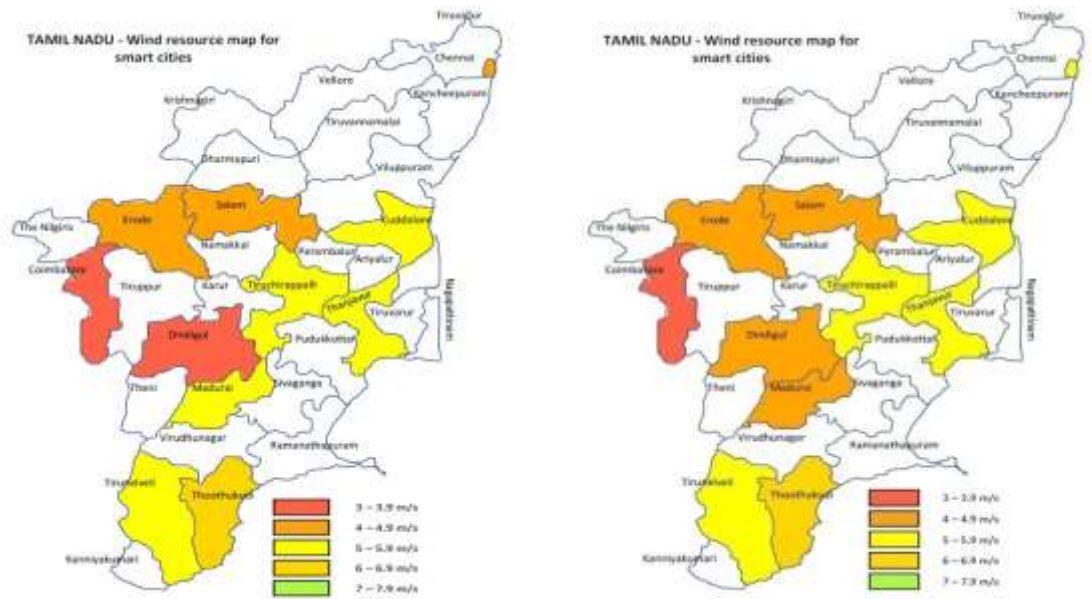 TAMIL NADU - Wind resource map for
smart cities
Tiruvallur
Chennai
Vellore
Kancheepuram
Krishnagiri
Tiruvannamalai
Dharmapuri
Viluppuram
Erode
Salem
Cuddalore
The Nilgiris
Namakkal
Perambalur
Ariyalur
Coimbatore
Tiruppur
Karur
Tiruchirappalli
Thanjavur
Tiruvarur
Nagapattinam
Dindigul
Pudukkottai
Theni
Madurai
Sivaganga
Virudhunagar
Ramanathapuram
Tirunelveli
Thoothukudi
Kanniyakumari
3 – 3.9 m/s
4 – 4.9 m/s
5 – 5.9 m/s
6 – 6.9 m/s
7 – 7.9 m/s
TAMIL NADU - Wind resource map for
smart cities
Tiruvallur
Chennai
Vellore
Kancheepuram
Krishnagiri
Tiruvannamalai
Dharmapuri
Viluppuram
Erode
Salem
Cuddalore
The Nilgiris
Namakkal
Perambalur
Ariyalur
Coimbatore
Tiruppur
Karur
Tiruchirappalli
Thanjavur
Tiruvarur
Nagapattinam
Dindigul
Pudukkottai
Theni
Madurai
Sivaganga
Virudhunagar
Ramanathapuram
Tirunelveli
Thoothukudi
Kanniyakumari
3 – 3.9 m/s
4 – 4.9 m/s
5 – 5.9 m/s
6 – 6.9 m/s
7 – 7.9 m/s